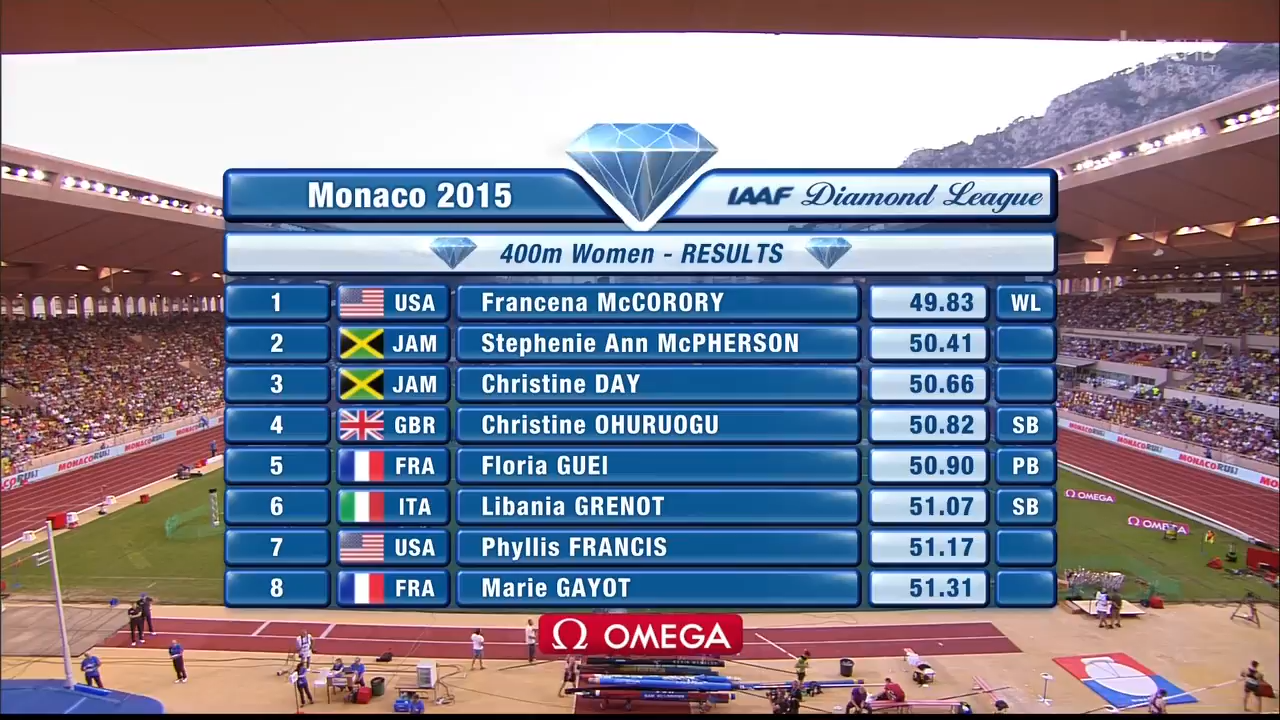 Monaco 2015
IAAF Diamond League
400m Women - RESULTS
1 USA Francena McCORORY 49.83 WL
2 JAM Stephenie Ann McPHERSON 50.41
3 JAM Christine DAY 50.66
4 GBR Christine OHURUOGU 50.82 SB
5 FRA Floria GUEI 50.90 PB
6 ITA Libania GRENOT 51.07 SB
7 USA Phyllis FRANCIS 51.17
8 FRA Marie GAYOT 51.31
Ω OMEGA
OMEGA
OMEGA